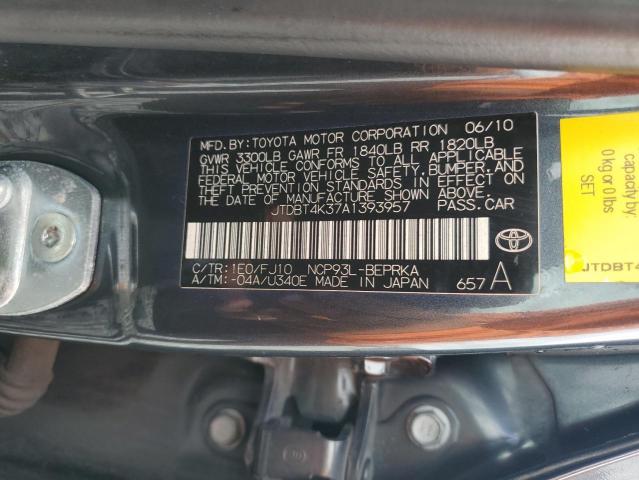 MFD.BY:TOYOTA MOTOR CORPORATION 06/10
GVWR 3300LB GAWR FR 1840LB RR 1820LB
THIS VEHICLE CONFORMS TO ALL APPLICABLE
FEDERAL MOTOR VEHICLE SAFETY,BUMPER,AND
THEFT PREVENTION STANDARDS IN EFFECT ON
THE DATE OF MANUFACTURE SHOWN ABOVE.
JTDBT4K37A1393957 PASS.CAR
C/TR:1E0/FJ10 NCP93L-BEPRKA
A/TM:-04A/U340E MADE IN JAPAN 657A
capacity by:
0 kg or 0 lbs
SET
JTDBT4